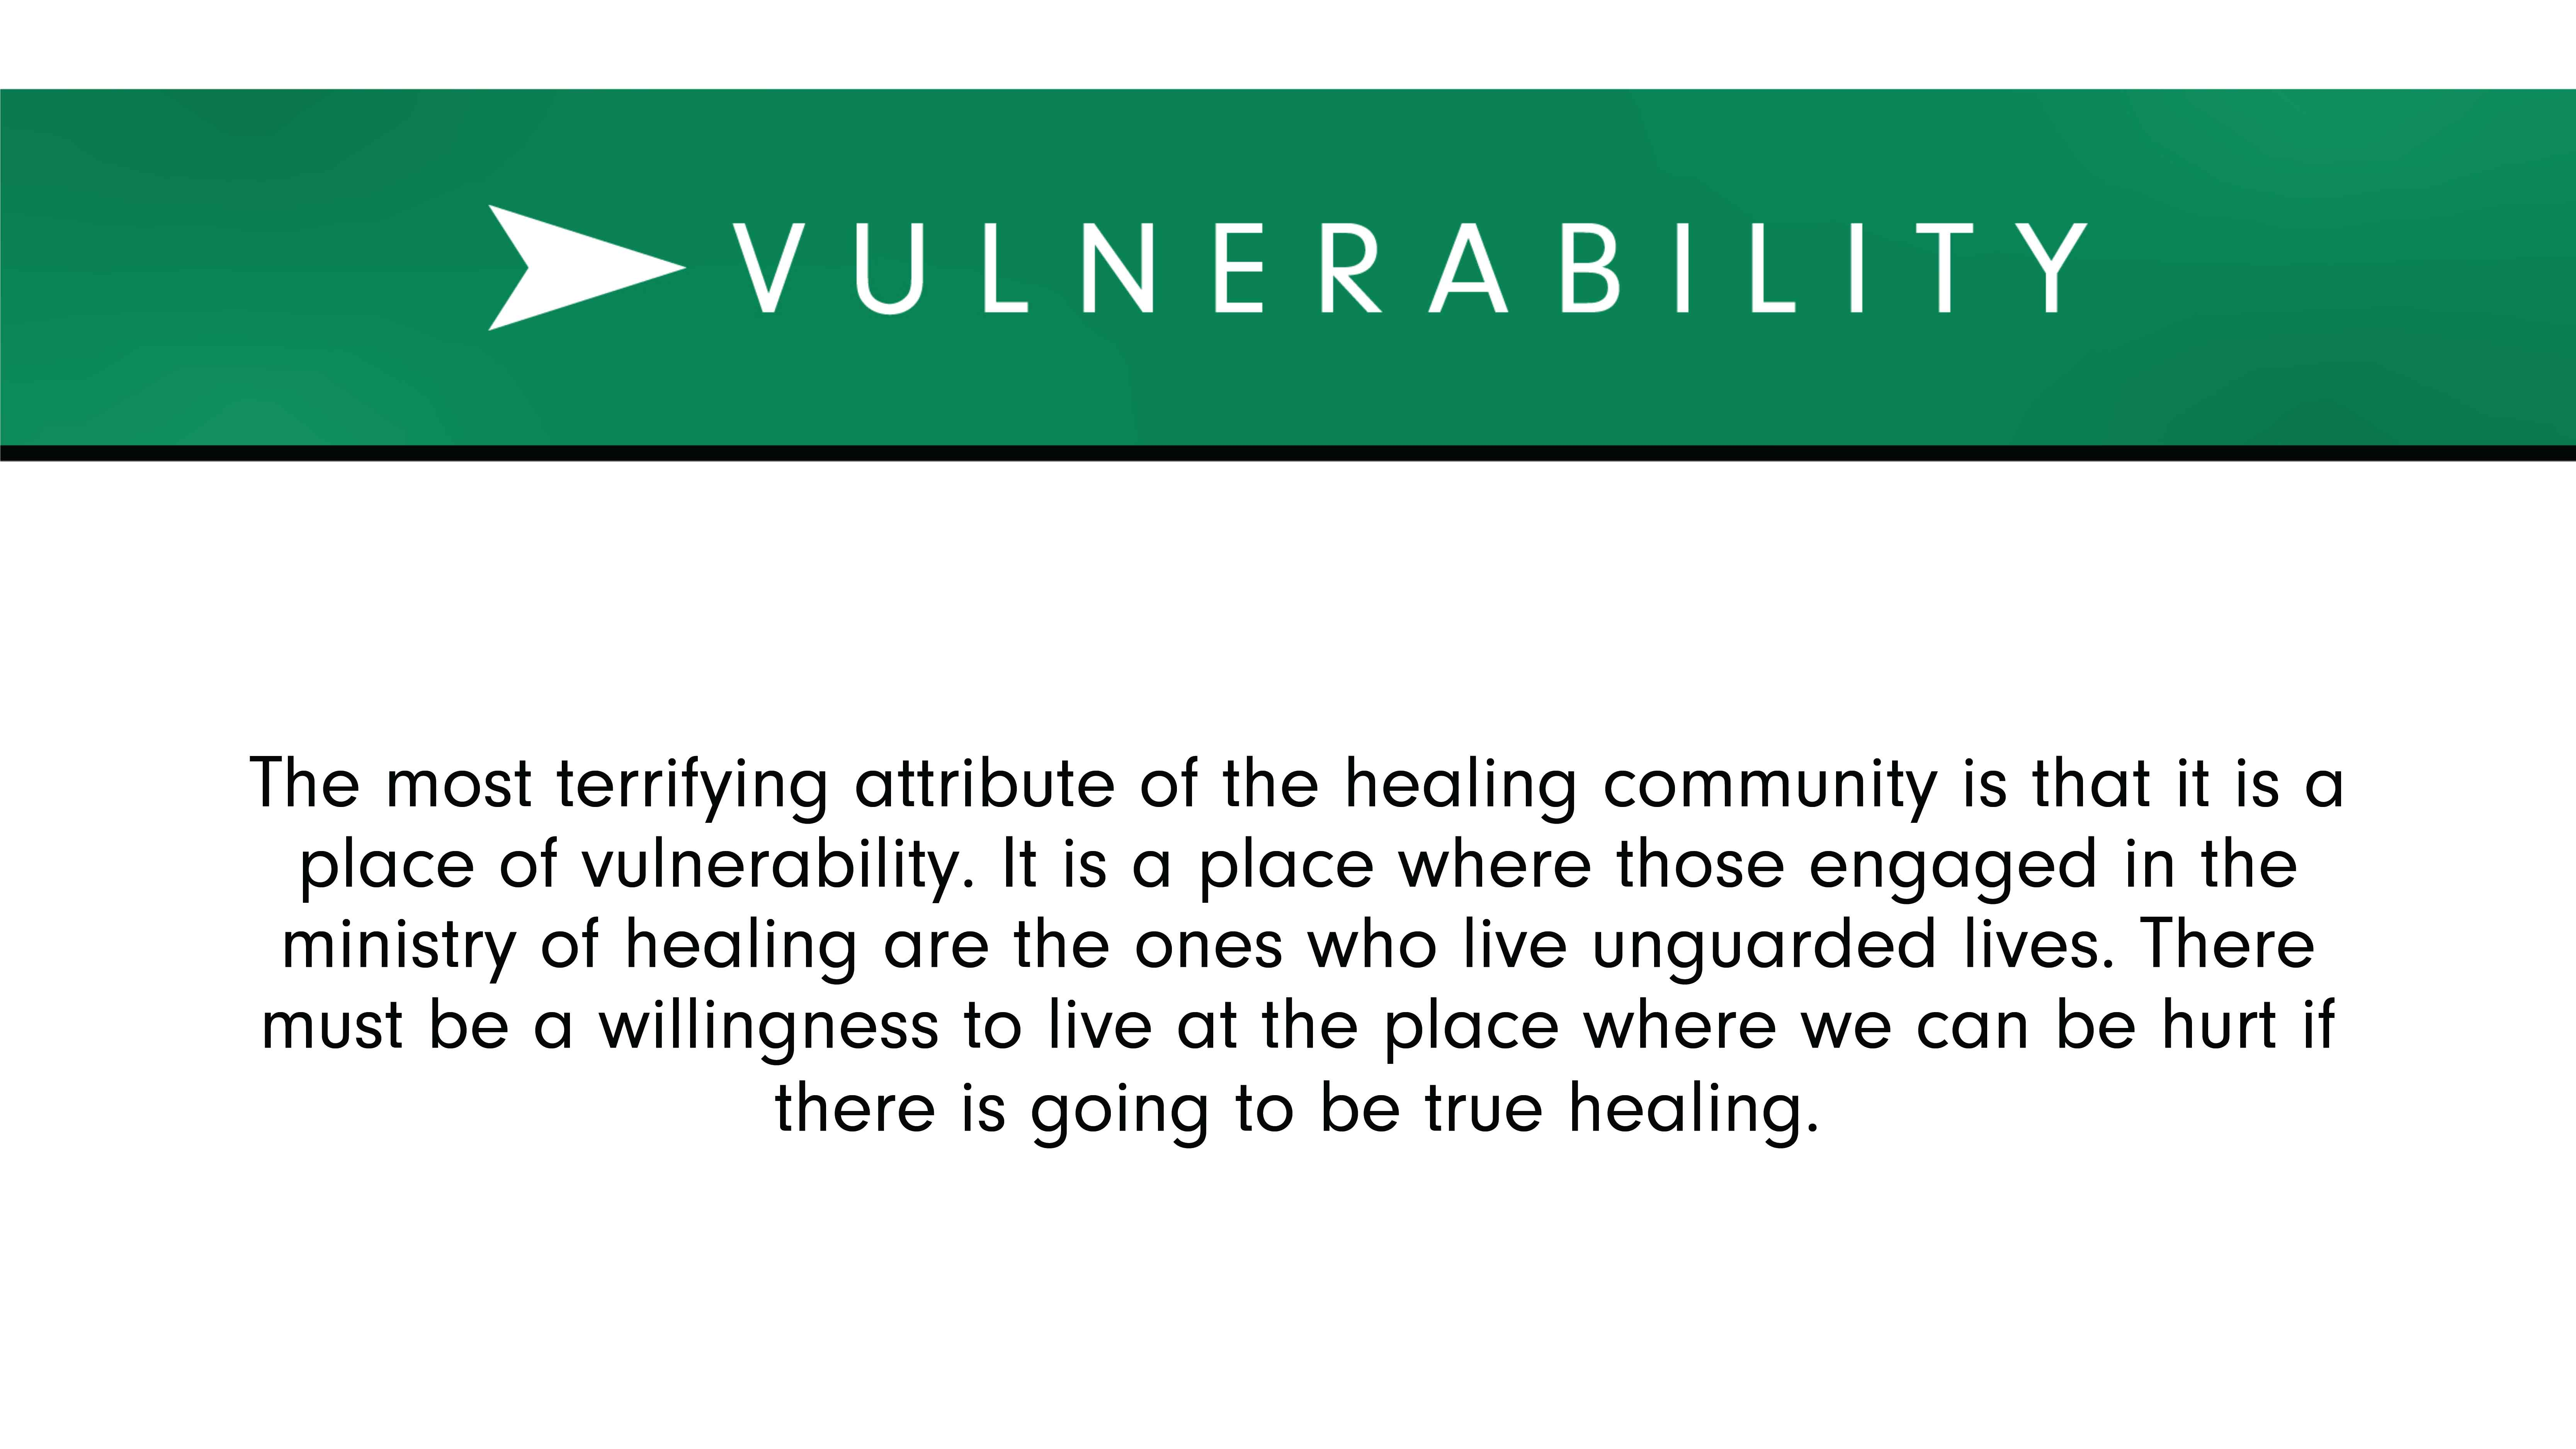 VULNERABILITY
The most terrifying attribute of the healing community is that it is a
place of vulnerability. It is a place where those engaged in the
ministry of healing are the ones who live unguarded lives. There
must be a willingness to live at the place where we can be hurt if
there is going to be true healing.